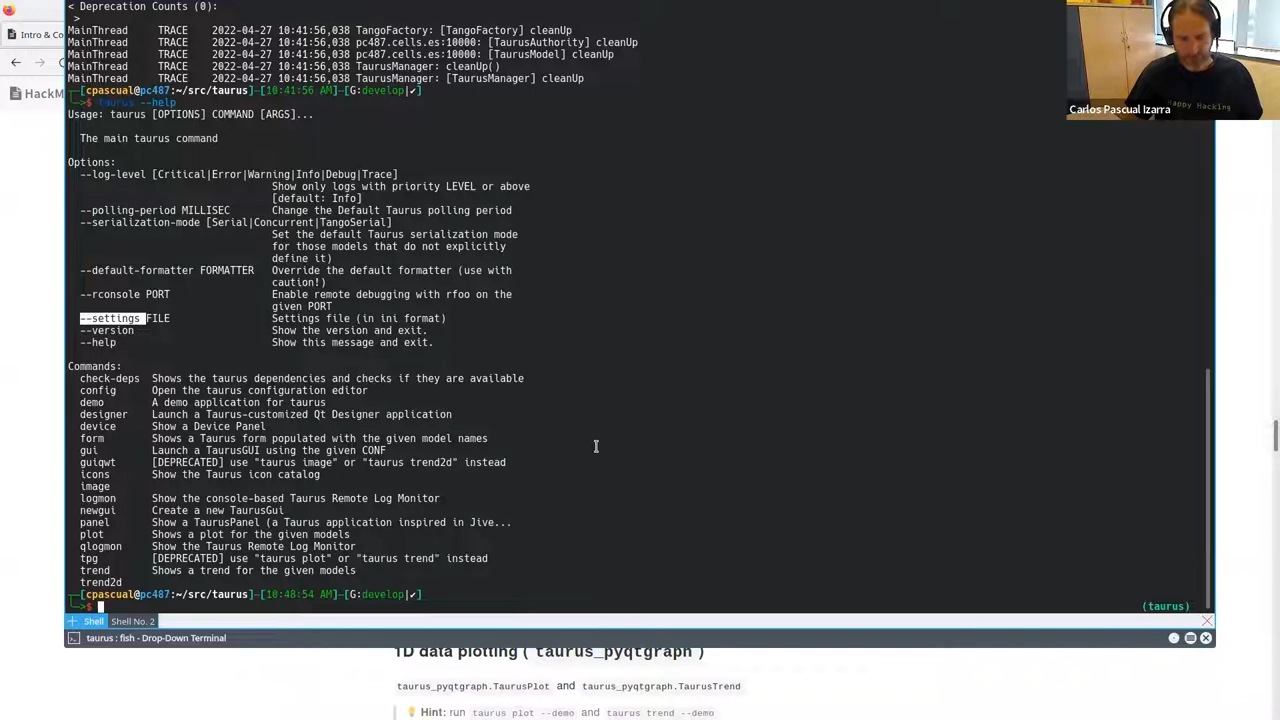 < Deprecation Counts (0):
 >
MainThread     TRACE    2022-04-27 10:41:56,038 TangoFactory: [TangoFactory] cleanUp
MainThread     TRACE    2022-04-27 10:41:56,038 pc487.cells.es:10000: [TaurusAuthority] cleanUp
MainThread     TRACE    2022-04-27 10:41:56,038 pc487.cells.es:10000: [TaurusModel] cleanUp
MainThread     TRACE    2022-04-27 10:41:56,038 TaurusManager: cleanUp()
MainThread     TRACE    2022-04-27 10:41:56,038 TaurusManager: [TaurusManager] cleanUp
[cpascual@pc487:~/src/taurus]-[10:41:56 AM]-[G:develop|✔]
$ taurus --help
Usage: taurus [OPTIONS] COMMAND [ARGS]...
The main taurus command
Options:
--log-level [Critical|Error|Warning|Info|Debug|Trace]
Show only logs with priority LEVEL or above
[default: Info]
--polling-period MILLISEC Change the Default Taurus polling period
--serialization-mode [Serial|Concurrent|TangoSerial]
Set the default Taurus serialization mode
for those models that do not explicitly
define it)
--default-formatter FORMATTER Override the default formatter (use with
caution!)
--rconsole PORT Enable remote debugging with rfoo on the
given PORT
--settings FILE Settings file (in ini format)
--version Show the version and exit.
--help Show this message and exit.
Commands:
check-deps Shows the taurus dependencies and checks if they are available
config Open the taurus configuration editor
demo A demo application for taurus
designer Launch a Taurus-customized Qt Designer application
device Show a Device Panel
form Shows a Taurus form populated with the given model names
gui Launch a TaurusGUI using the given CONF
guiqwt [DEPRECATED] use "taurus image" or "taurus trend2d" instead
icons Show the Taurus icon catalog
image
logmon Show the console-based Taurus Remote Log Monitor
newgui Create a new TaurusGui
panel Show a TaurusPanel (a Taurus application inspired in Jive...
plot Shows a plot for the given models
qlogmon Show the Taurus Remote Log Monitor
tpg [DEPRECATED] use "taurus plot" or "taurus trend" instead
trend Shows a trend for the given models
trend2d
[cpascual@pc487:~/src/taurus]-[10:48:54 AM]-[G:develop|✔]
$ (taurus)
Shell Shell No. 2
taurus : fish - Drop-Down Terminal
1D data plotting ( taurus_pyqtgraph )
taurus_pyqtgraph.TaurusPlot and taurus_pyqtgraph.TaurusTrend
Hint: run taurus plot --demo and taurus trend --demo
Intro & Co
HackM
Happy Hacking
Carlos Pascual Izarra